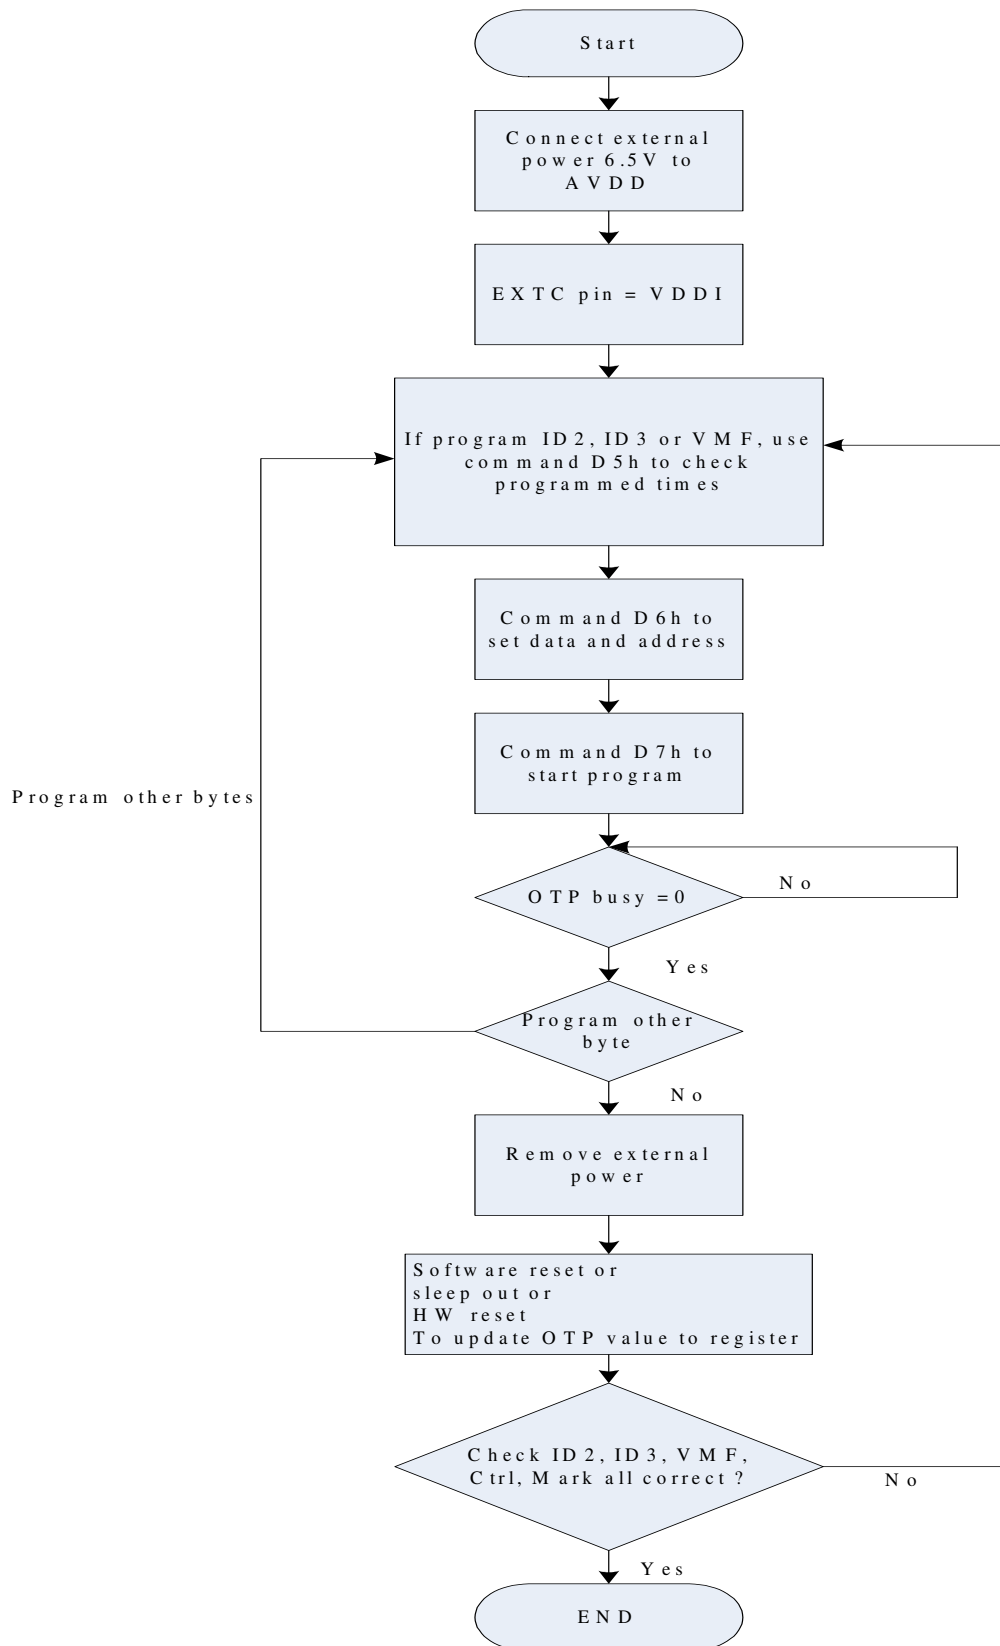 Start
Connect external
power 6.5V to
AVDD
EXTC pin = VDDI
If program ID2, ID3 or VMF, use
command D5h to check
programmed times
Command D6h to
set data and address
Command D7h to
start program
Program other bytes
OTP busy =0
No
Yes
Program other
byte
No
Remove external
power
Software reset or
sleep out or
HW reset
To update OTP value to register
Check ID2, ID3, VMF,
Ctrl, Mark all correct ?
No
Yes
END